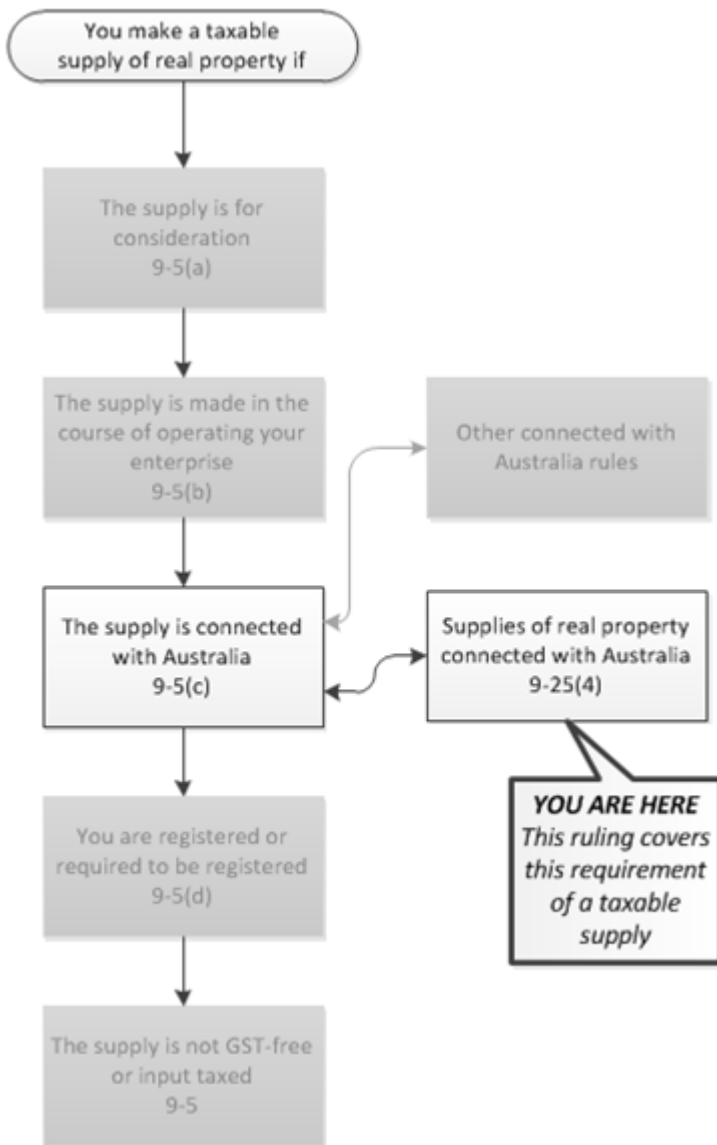 You make a taxable
supply of real property if
The supply is for
consideration
9-5(a)
The supply is made in the
course of operating your
enterprise
9-5(b)
Other connected with
Australia rules
The supply is connected
with Australia
9-5(c)
Supplies of real property
connected with Australia
9-25(4)
YOU ARE HERE
This ruling covers
this requirement
of a taxable
supply
You are registered or
required to be registered
9-5(d)
The supply is not GST-free
or input taxed
9-5